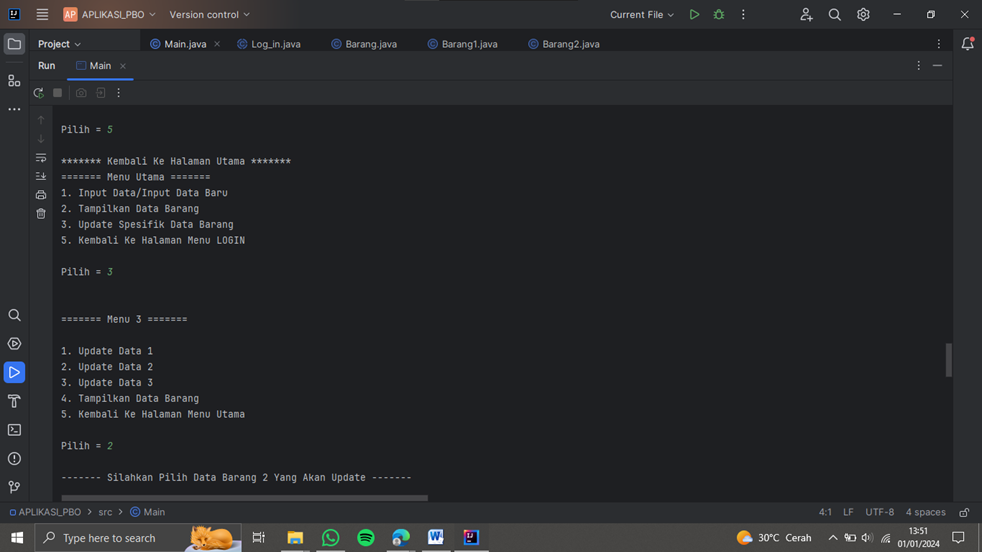 AP APLIKASI_PBO Version control Current File
Project Main.java Log_in.java Barang.java Barang1.java Barang2.java
Run Main
Pilih = 5
******* Kembali Ke Halaman Utama *******
======= Menu Utama =======
1. Input Data/Input Data Baru
2. Tampilkan Data Barang
3. Update Spesifik Data Barang
5. Kembali Ke Halaman Menu LOGIN
Pilih = 3
======= Menu 3 =======
1. Update Data 1
2. Update Data 2
3. Update Data 3
4. Tampilkan Data Barang
5. Kembali Ke Halaman Menu Utama
Pilih = 2
------- Silahkan Pilih Data Barang 2 Yang Akan Update -------
APLIKASI_PBO > src > Main 4:1 LF UTF-8 4 spaces
Type here to search 30°C Cerah 13:51
01/01/2024